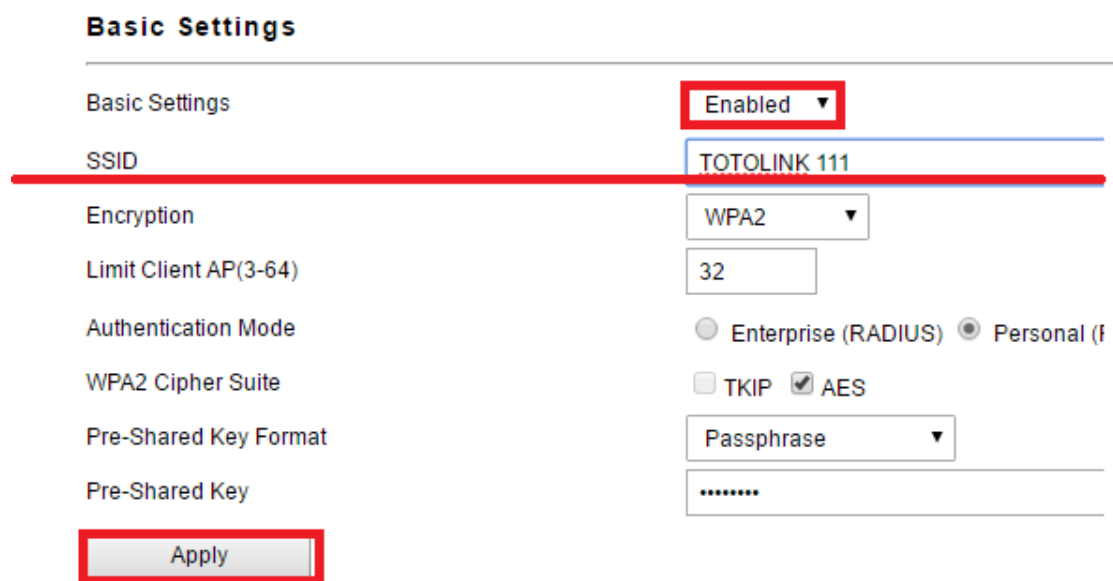 Basic Settings
Basic Settings Enabled
SSID TOTOLINK 111
Encryption WPA2
Limit Client AP(3-64) 32
Authentication Mode Enterprise (RADIUS) Personal
WPA2 Cipher Suite TKIP AES
Pre-Shared Key Format Passphrase
Pre-Shared Key ••••••••
Apply